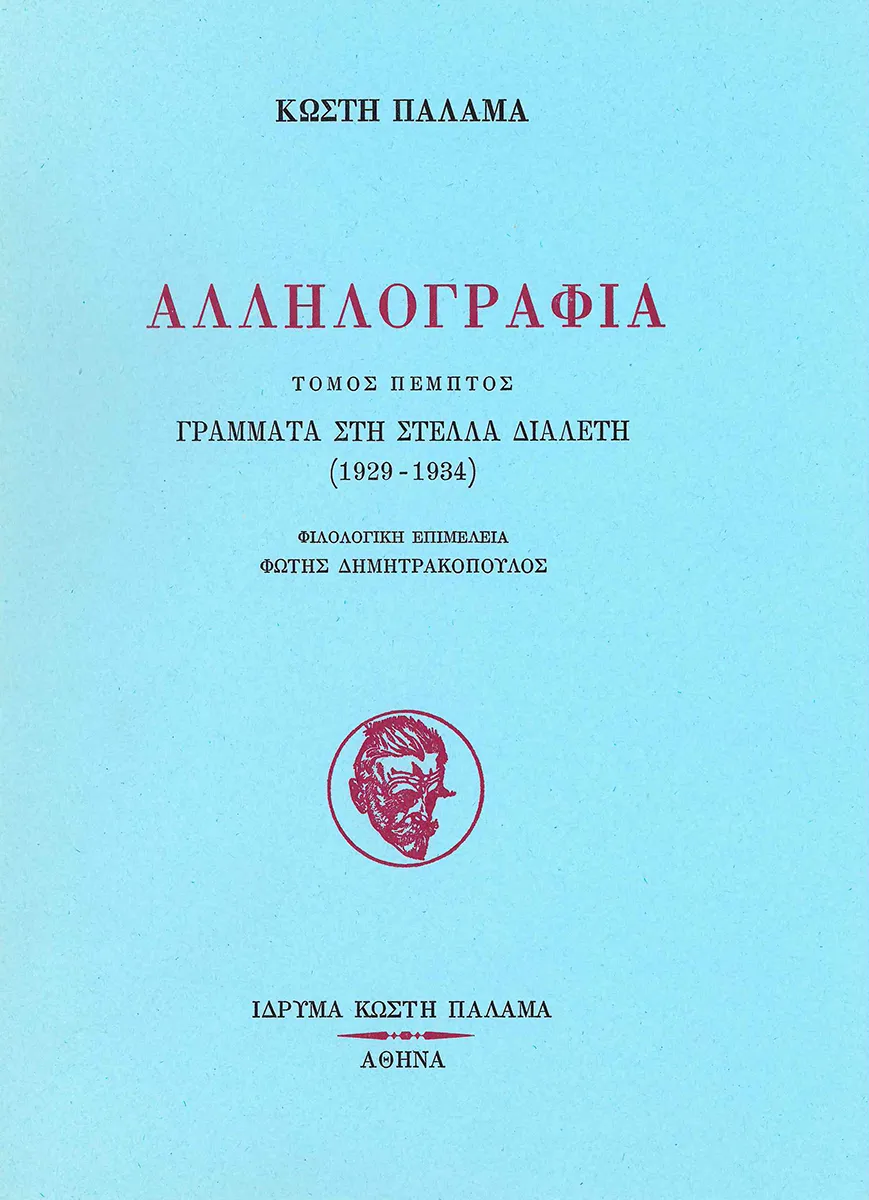 ΚΩΣΤΗ ΠΑΛΑΜΑ
ΑΛΛΗΛΟΓΡΑΦΙΑ
ΤΟΜΟΣ ΠΕΜΠΤΟΣ
ΓΡΑΜΜΑΤΑ ΣΤΗ ΣΤΕΛΛΑ ΔΙΑΛΕΤΗ
(1929 - 1934)
ΦΙΛΟΛΟΓΙΚΗ ΕΠΙΜΕΛΕΙΑ
ΦΩΤΗΣ ΔΗΜΗΤΡΑΚΟΠΟΥΛΟΣ
ΙΔΡΥΜΑ ΚΩΣΤΗ ΠΑΛΑΜΑ
ΑΘΗΝΑ